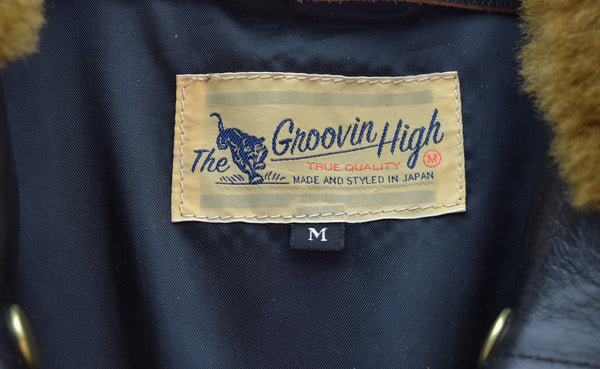 The Groovin High
TRUE QUALITY M
MADE AND STYLED IN JAPAN
M